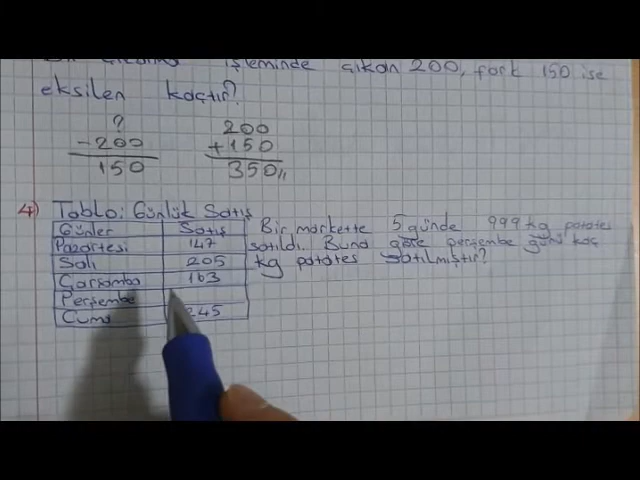 işleminde çıkan 200, fark 150 ise
eksilen kaçtır?
?
200
- 200
+ 150
150
350,,
4) Tablo: Günlük Satış
Günler Satış
Pazartesi 147
Salı 205
Çarşamba 163
Perşembe
Cuma 245
Bir markette 5 günde 999 kg patates
satıldı. Buna göre perşembe günü kaç
kg patates satılmıştır?